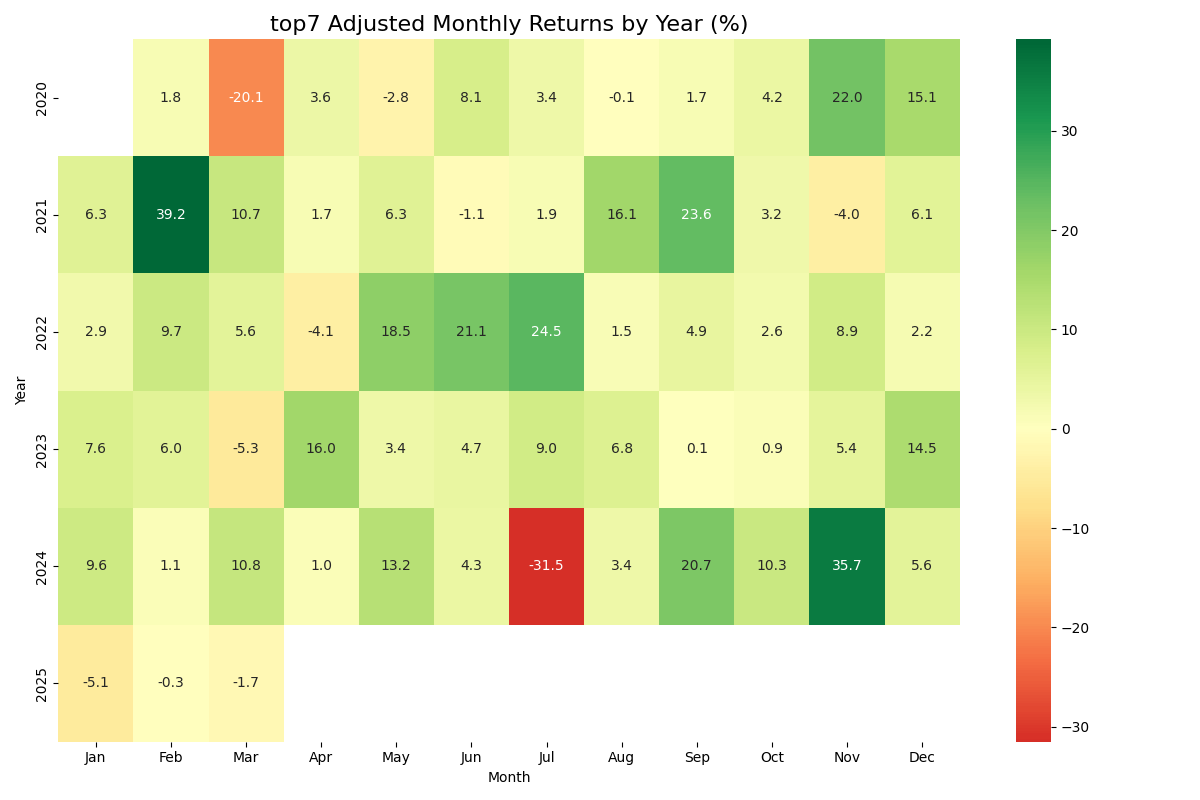 top7 Adjusted Monthly Returns by Year (%)
2020 1.8 -20.1 3.6 -2.8 8.1 3.4 -0.1 1.7 4.2 22.0 15.1
2021 6.3 39.2 10.7 1.7 6.3 -1.1 1.9 16.1 23.6 3.2 -4.0 6.1
2022 2.9 9.7 5.6 -4.1 18.5 21.1 24.5 1.5 4.9 2.6 8.9 2.2
2023 7.6 6.0 -5.3 16.0 3.4 4.7 9.0 6.8 0.1 0.9 5.4 14.5
2024 9.6 1.1 10.8 1.0 13.2 4.3 -31.5 3.4 20.7 10.3 35.7 5.6
2025 -5.1 -0.3 -1.7
Year
Jan Feb Mar Apr May Jun Jul Aug Sep Oct Nov Dec
Month
30
20
10
0
−10
−20
−30